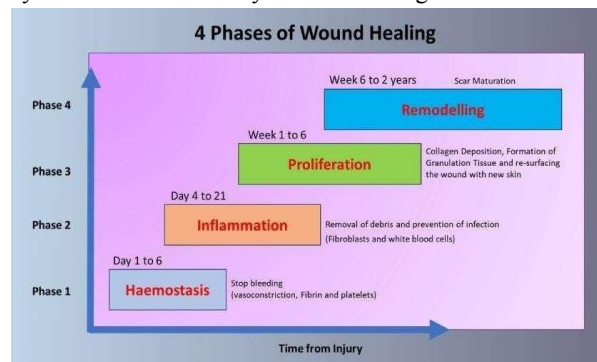 4 Phases of Wound Healing
Week 6 to 2 years
Scar Maturation
Phase 4
Remodelling
Week 1 to 6
Phase 3
Proliferation
Collagen Deposition, Formation of
Granulation Tissue and re-surfacing
the wound with new skin
Day 4 to 21
Phase 2
Inflammation
Removal of debris and prevention of infection
(Fibroblasts and white blood cells)
Day 1 to 6
Phase 1
Haemostasis
Stop bleeding
(vasoconstriction, Fibrin and platelets)
Time from Injury